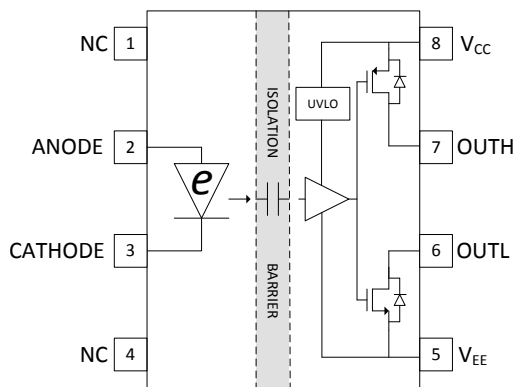 NC 1
ANODE 2
CATHODE 3
NC 4
e
ISOLATION
BARRIER
UVLO
8 VCC
7 OUTH
6 OUTL
5 VEE